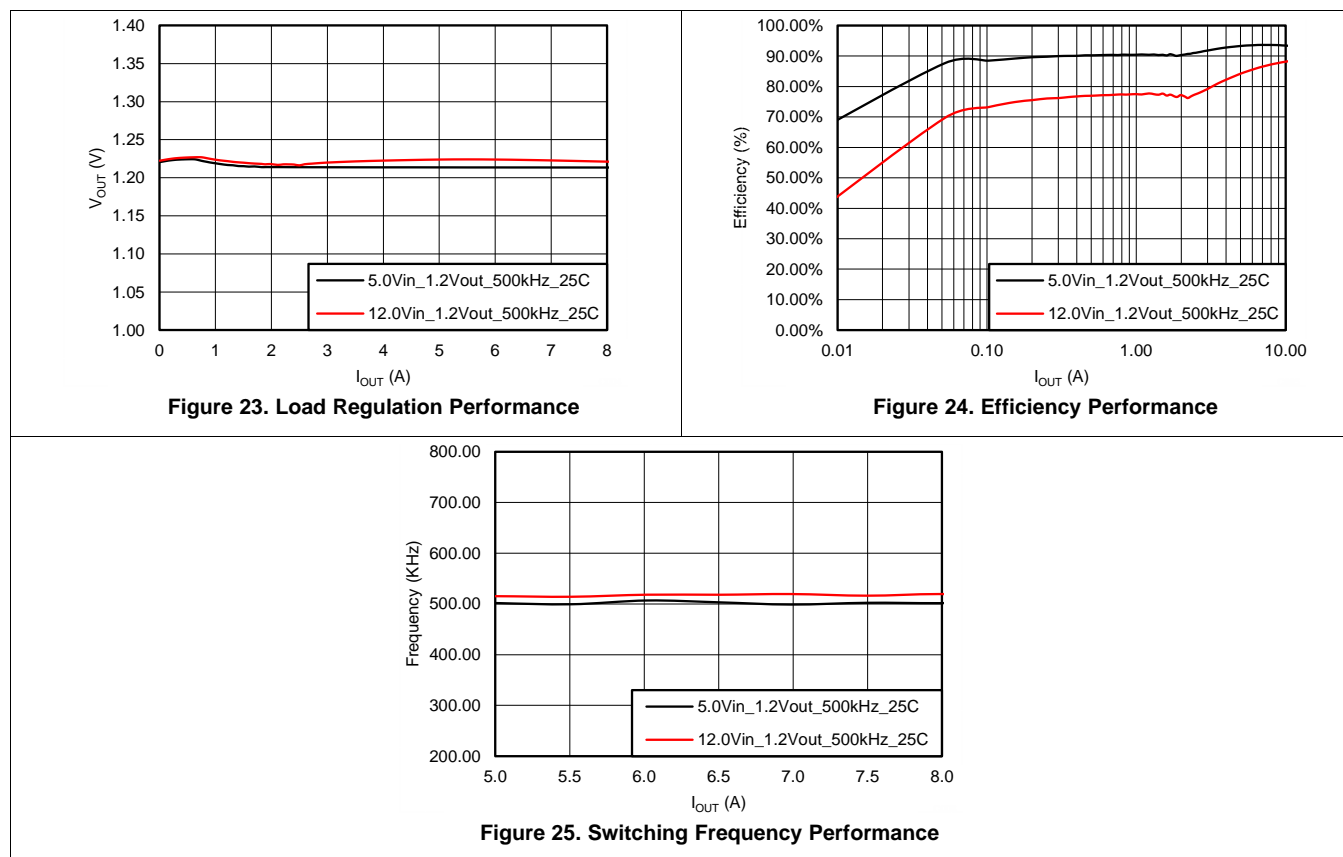 1.40
1.35
1.30
1.25
1.20
1.15
1.10
1.05
1.00
V_OUT (V)
5.0Vin_1.2Vout_500kHz_25C
12.0Vin_1.2Vout_500kHz_25C
0 1 2 3 4 5 6 7 8
I_OUT (A)
Figure 23. Load Regulation Performance
100.00%
90.00%
80.00%
70.00%
60.00%
50.00%
40.00%
30.00%
20.00%
10.00%
0.00%
Efficiency (%)
5.0Vin_1.2Vout_500kHz_25C
12.0Vin_1.2Vout_500kHz_25C
0.01 0.10 1.00 10.00
I_OUT (A)
Figure 24. Efficiency Performance
800.00
700.00
600.00
500.00
400.00
300.00
200.00
Frequency (KHz)
5.0Vin_1.2Vout_500kHz_25C
12.0Vin_1.2Vout_500kHz_25C
5.0 5.5 6.0 6.5 7.0 7.5 8.0
I_OUT (A)
Figure 25. Switching Frequency Performance